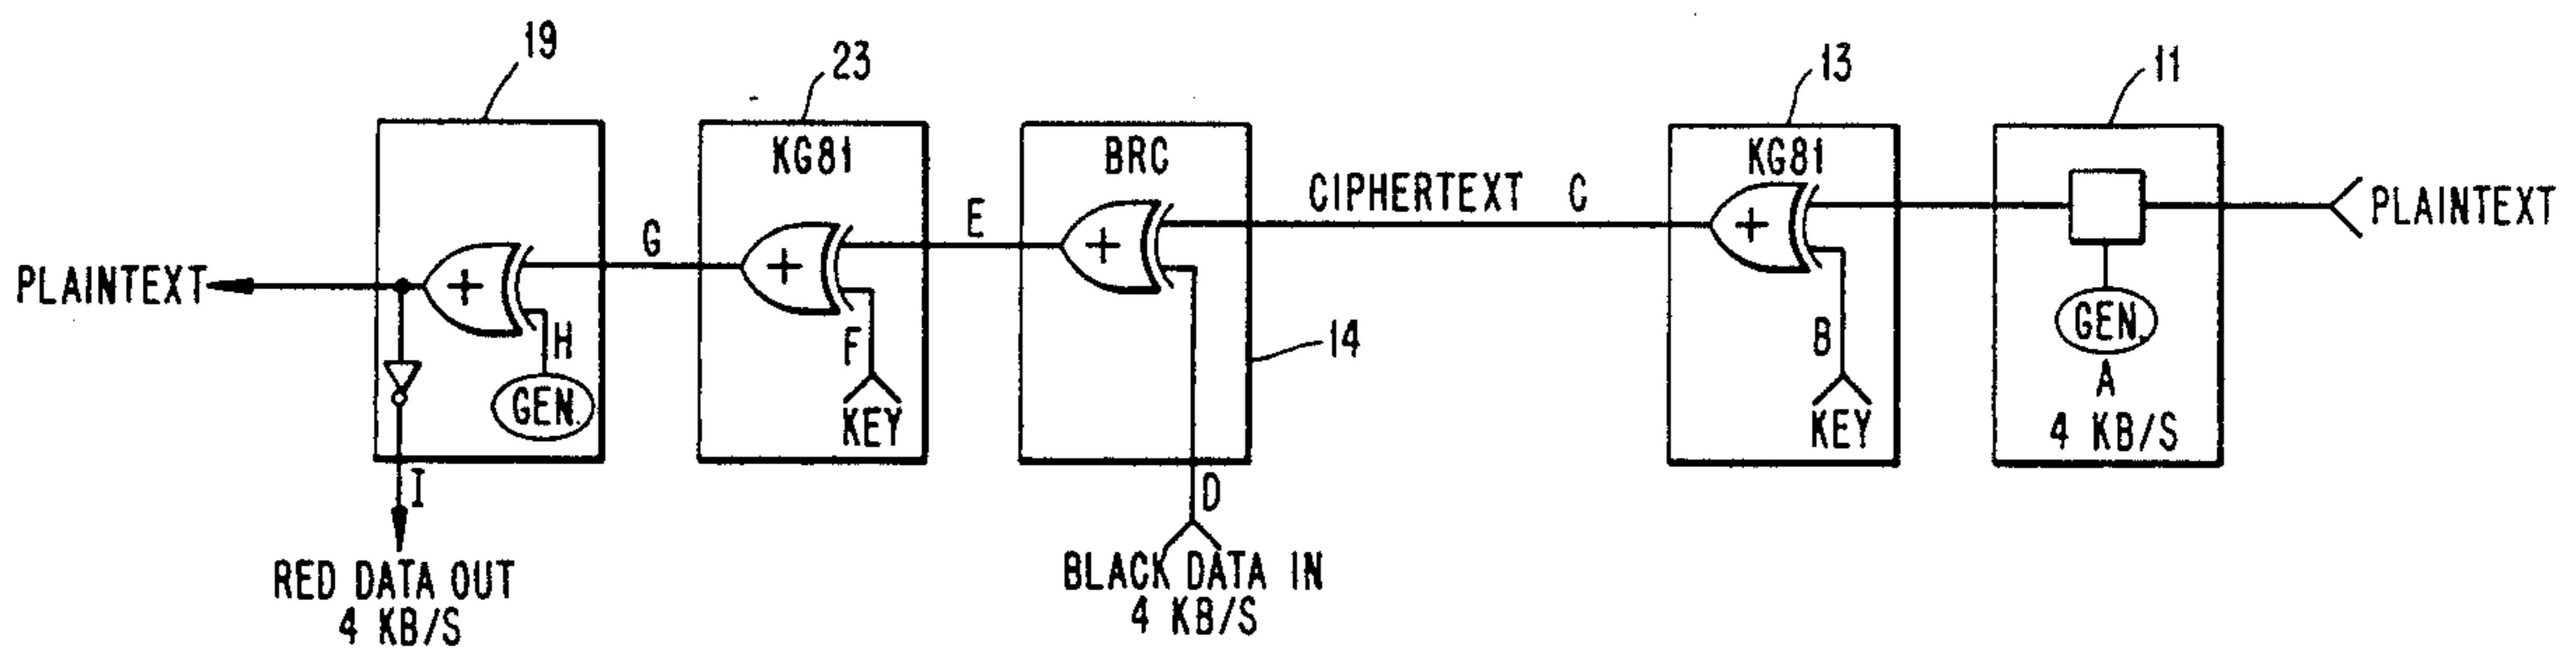 19
23
13
11
KG81
BRC
KG81
CIPHERTEXT C
PLAINTEXT
E
G
PLAINTEXT
GEN.
A
4 KB/S
B
KEY
14
F
KEY
H
GEN.
D
BLACK DATA IN
4 KB/S
I
RED DATA OUT
4 KB/S